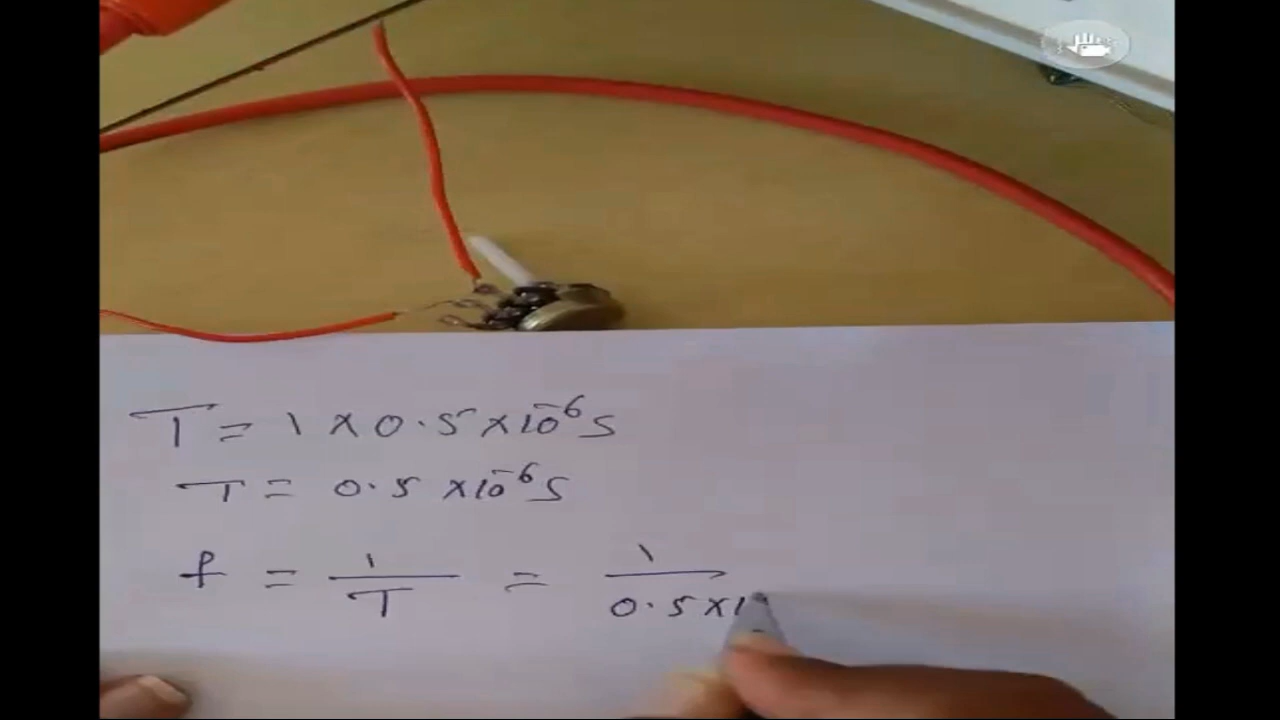 T = 1 × 0.5 × 10⁻⁶ S
T = 0.5 × 10⁻⁶ S
f = 1/T = 1/0.5 × 1